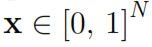 x ∈ [0, 1]^N